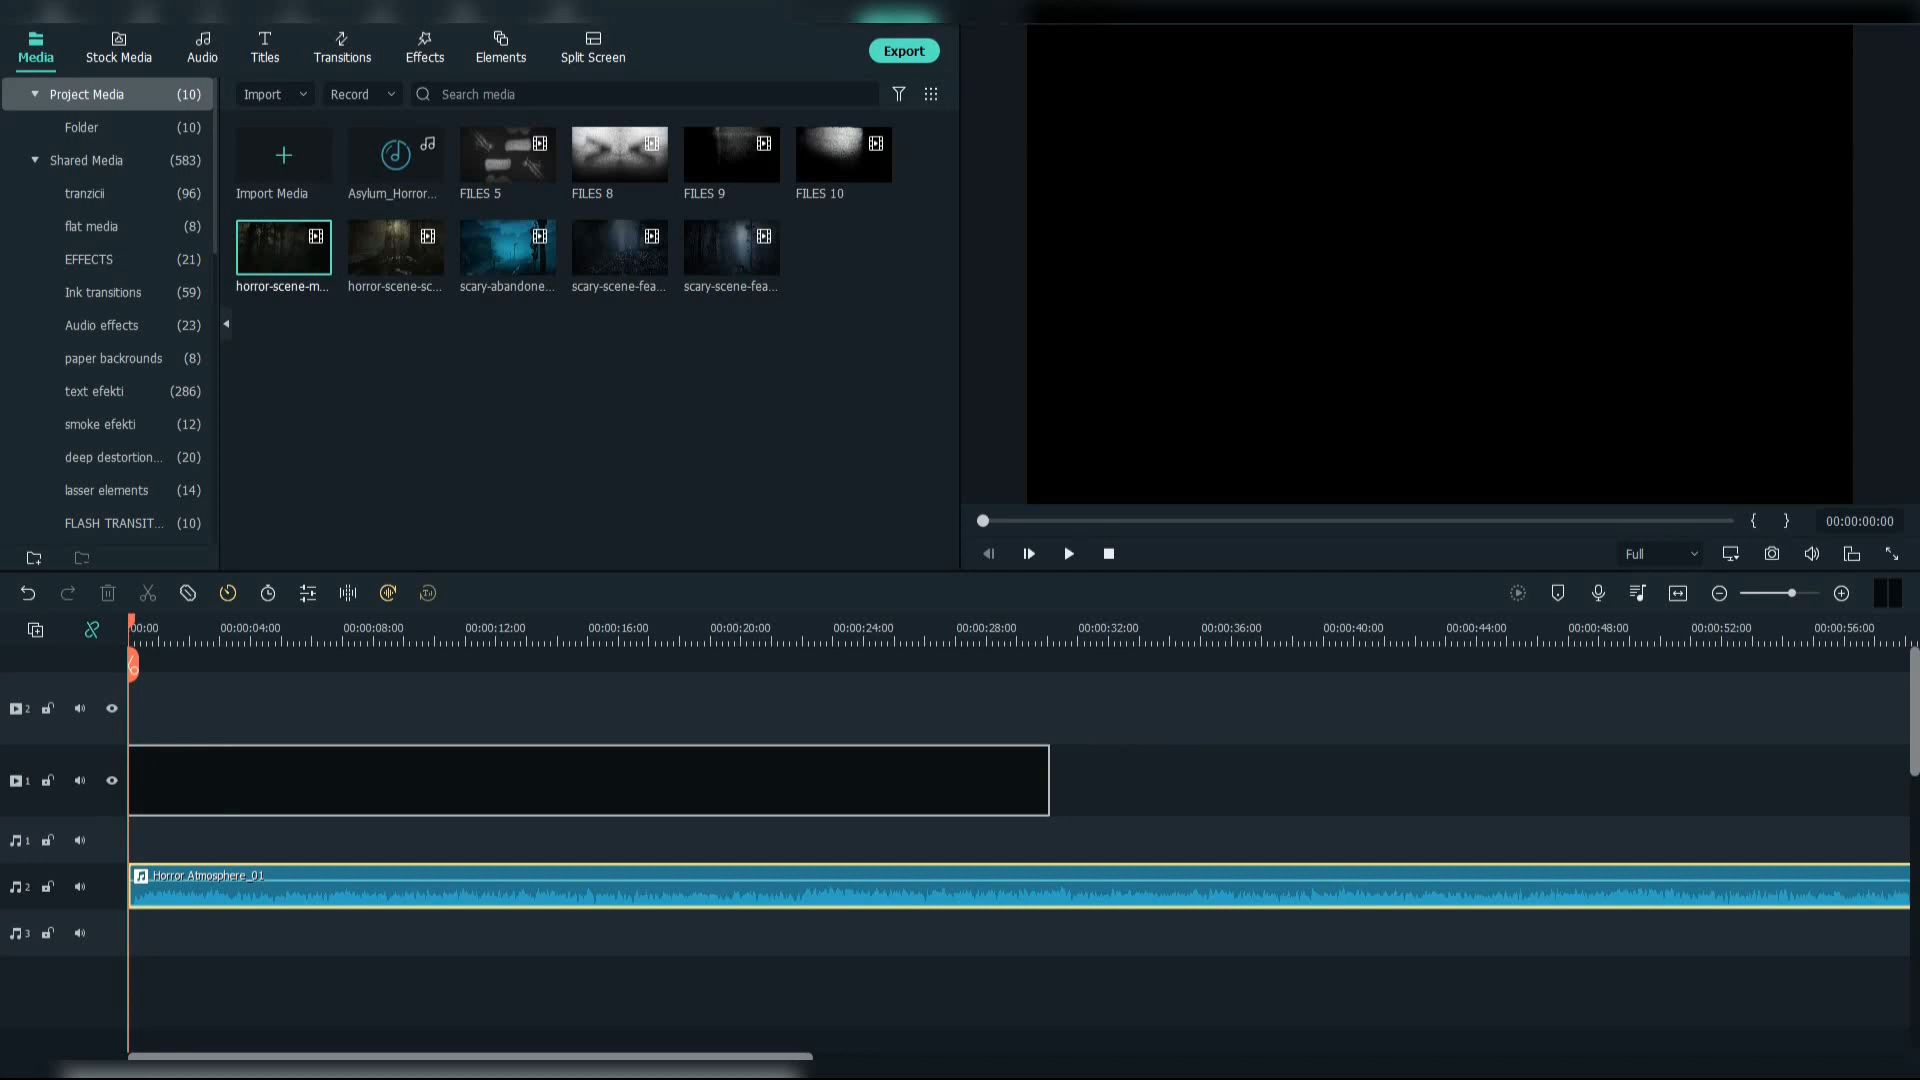 Media
Stock Media
Audio
Titles
Transitions
Effects
Elements
Split Screen
Export
Project Media (10)
Folder (10)
Shared Media (583)
tranzicii (96)
flat media (8)
EFFECTS (21)
Ink transitions (59)
Audio effects (23)
paper backrounds (8)
text efekti (286)
smoke efekti (12)
deep destortion... (20)
lasser elements (14)
FLASH TRANSIT... (10)
Import
Record
Search media
Import Media
Asylum_Horror...
FILES 5
FILES 8
FILES 9
FILES 10
horror-scene-m...
horror-scene-sc...
scary-abandone...
scary-scene-fea...
scary-scene-fea...
{ } 00:00:00:00
Full
00:00 00:00:04:00 00:00:08:00 00:00:12:00 00:00:16:00 00:00:20:00 00:00:24:00 00:00:28:00 00:00:32:00 00:00:36:00 00:00:40:00 00:00:44:00 00:00:48:00 00:00:52:00 00:00:56:00
2
1
1
2
Horror Atmosphere_01
3